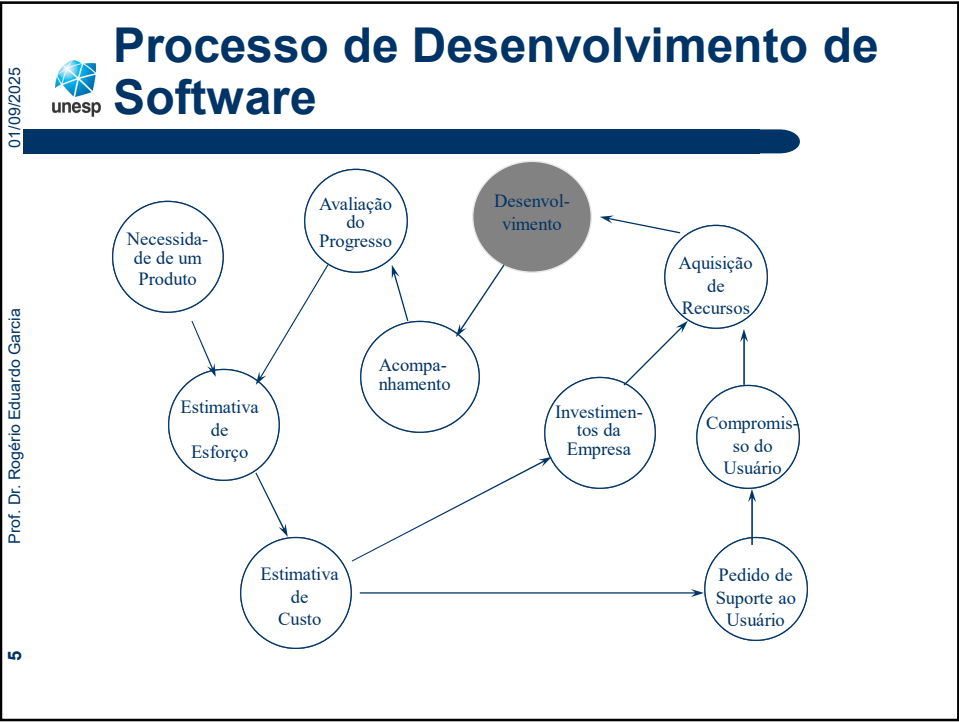 Processo de Desenvolvimento de
Software
unesp
01/09/2025
Prof. Dr. Rogério Eduardo Garcia
5
Necessida-
de de um
Produto
Avaliação
do
Progresso
Desenvol-
vimento
Aquisição
de
Recursos
Acompa-
nhamento
Estimativa
de
Esforço
Investimen-
tos da
Empresa
Compromis-
so do
Usuário
Estimativa
de
Custo
Pedido de
Suporte ao
Usuário